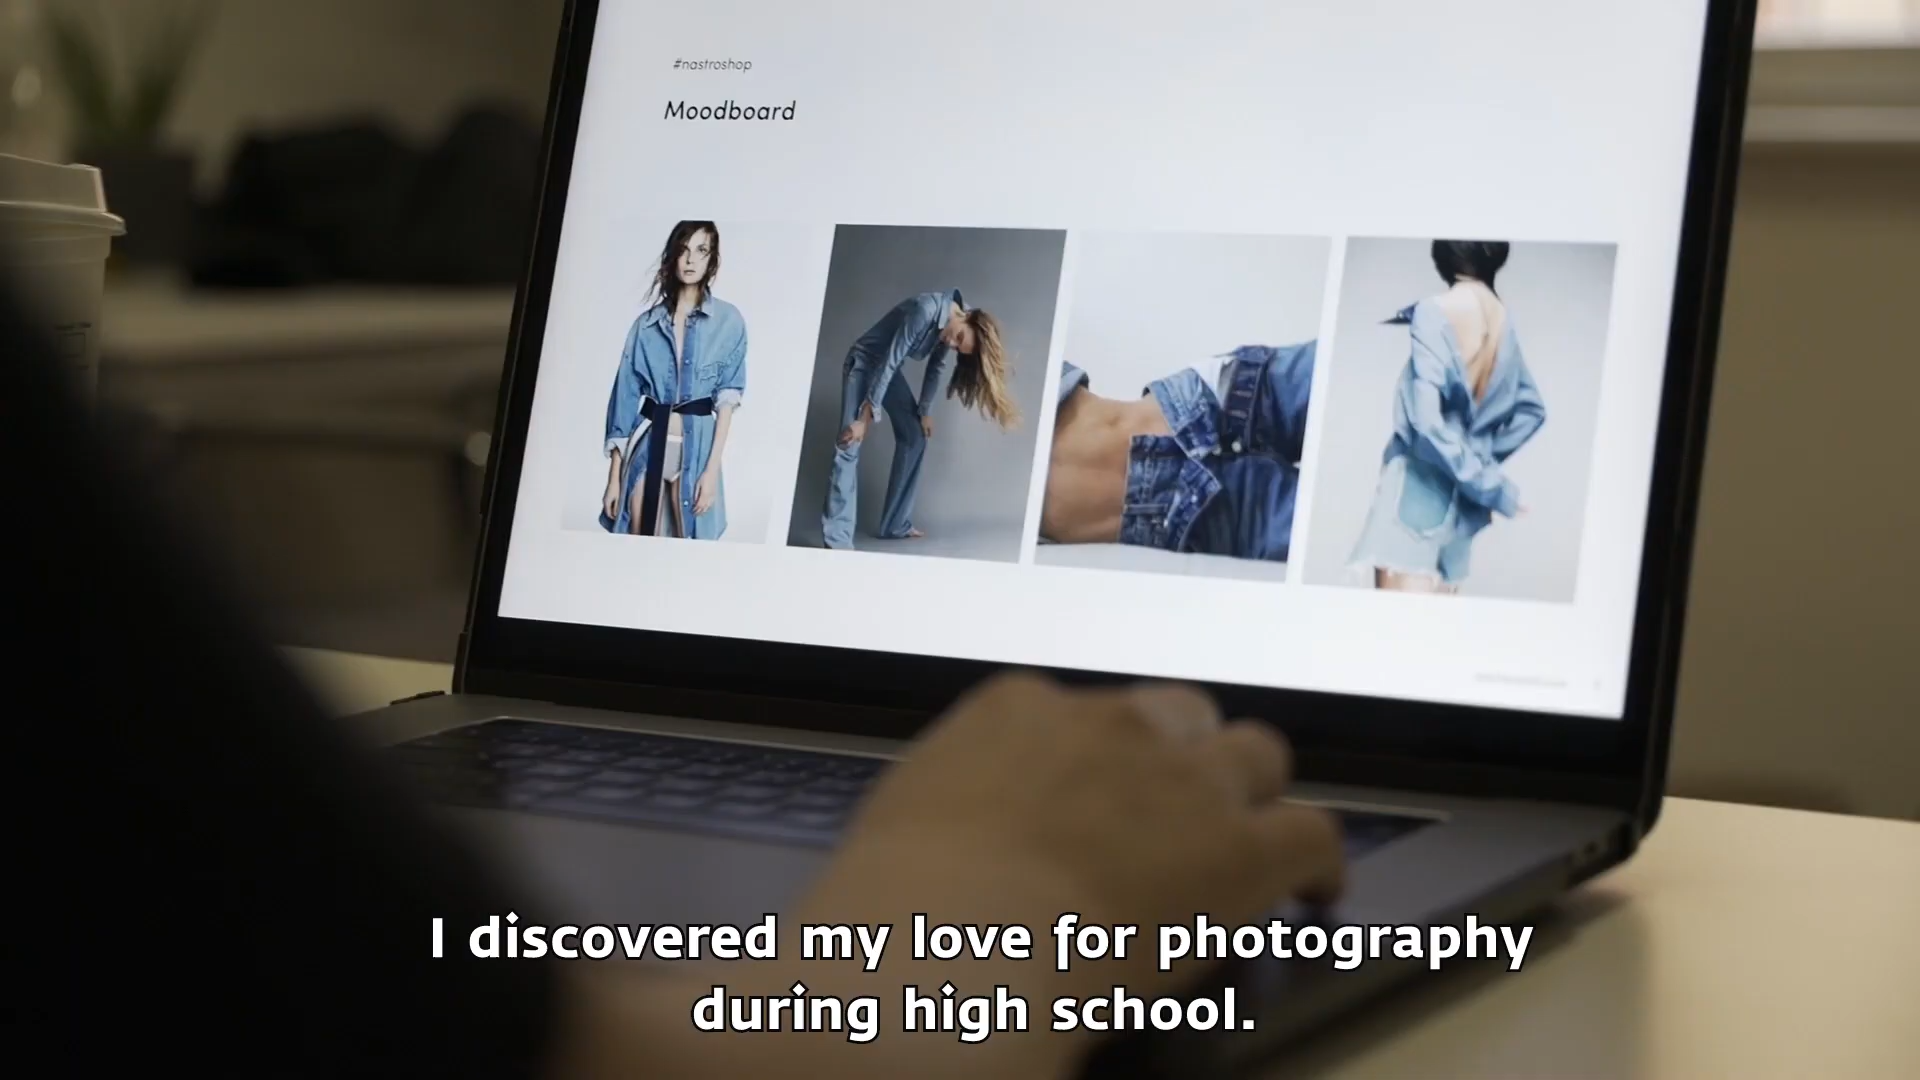 #nastroshop
Moodboard
I discovered my love for photography
during high school.